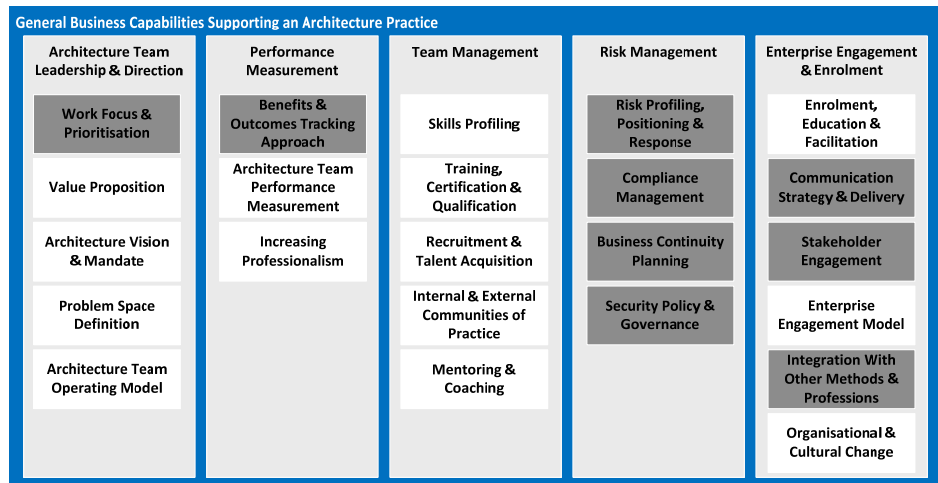 General Business Capabilities Supporting an Architecture Practice
Architecture Team
Leadership & Direction
Work Focus &
Prioritisation
Value Proposition
Architecture Vision
& Mandate
Problem Space
Definition
Architecture Team
Operating Model
Performance
Measurement
Benefits &
Outcomes Tracking
Approach
Architecture Team
Performance
Measurement
Increasing
Professionalism
Team Management
Skills Profiling
Training,
Certification &
Qualification
Recruitment &
Talent Acquisition
Internal & External
Communities of
Practice
Mentoring &
Coaching
Risk Management
Risk Profiling,
Positioning &
Response
Compliance
Management
Business Continuity
Planning
Security Policy &
Governance
Enterprise Engagement
& Enrolment
Enrolment,
Education &
Facilitation
Communication
Strategy & Delivery
Stakeholder
Engagement
Enterprise
Engagement Model
Integration With
Other Methods &
Professions
Organisational &
Cultural Change